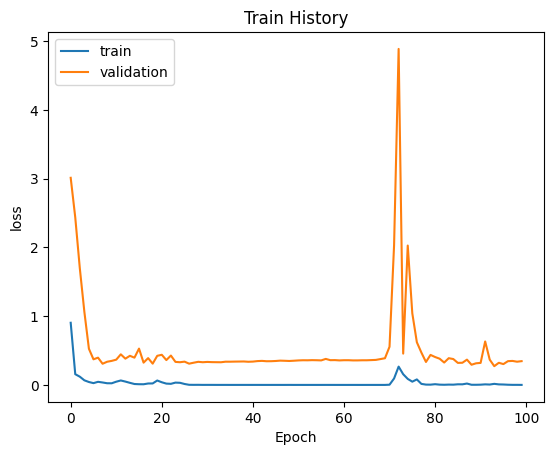 Train History
train
validation
5
4
3
2
1
0
loss
0 20 40 60 80 100
Epoch